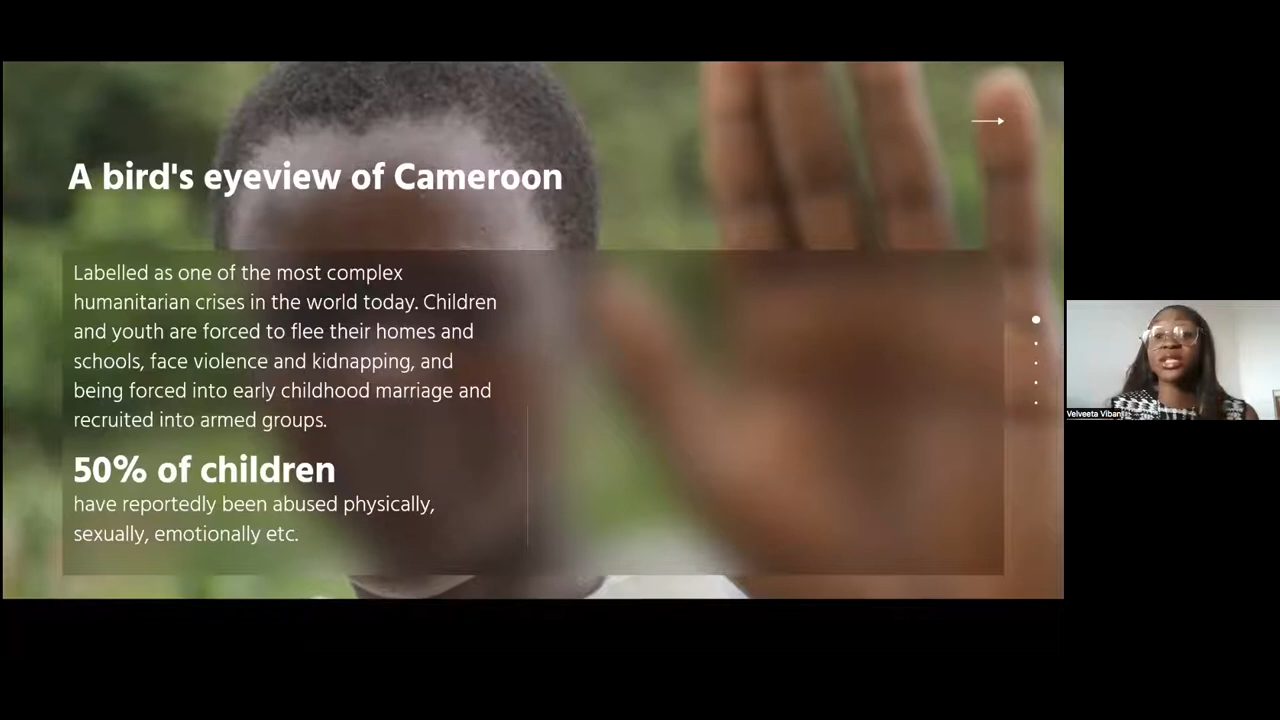 A bird's eyeview of Cameroon
Labelled as one of the most complex
humanitarian crises in the world today. Children
and youth are forced to flee their homes and
schools, face violence and kidnapping, and
being forced into early childhood marriage and
recruited into armed groups.
50% of children
have reportedly been abused physically,
sexually, emotionally etc.
Velveeta Viban